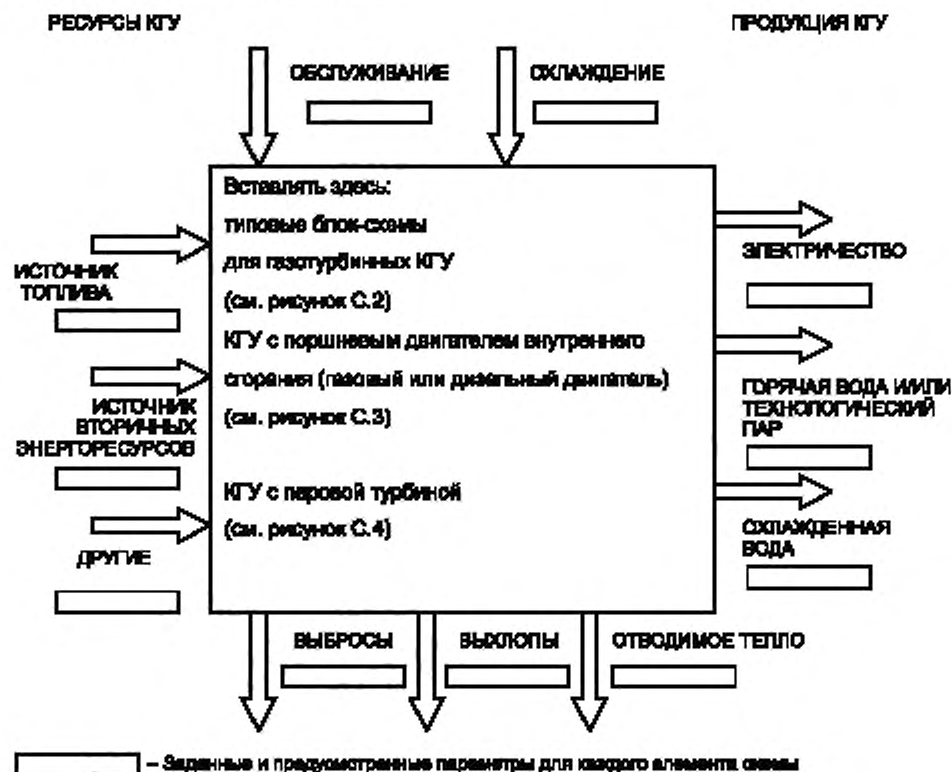 РЕСУРСЫ КГУ
ПРОДУКЦИЯ КГУ
ОБСЛУЖИВАНИЕ
ОХЛАЖДЕНИЕ
Вставлять здесь:
типовые блок-схемы
для газотурбинных КГУ
(см. рисунок С.2)
КГУ с поршневым двигателем внутреннего
сгорания (газовый или дизельный двигатель)
(см. рисунок С.3)
КГУ с паровой турбиной
(см. рисунок С.4)
ИСТОЧНИК
ТОПЛИВА
ИСТОЧНИК
ВТОРИЧНЫХ
ЭНЕРГОРЕСУРСОВ
ДРУГИЕ
ЭЛЕКТРИЧЕСТВО
ГОРЯЧАЯ ВОДА И/ИЛИ
ТЕХНОЛОГИЧЕСКИЙ
ПАР
ОХЛАЖДЕННАЯ
ВОДА
ВЫБРОСЫ
ВЫХЛОПЫ
ОТВОДИМОЕ ТЕПЛО
– Заданные и предусмотренные параметры для каждого элемента схемы